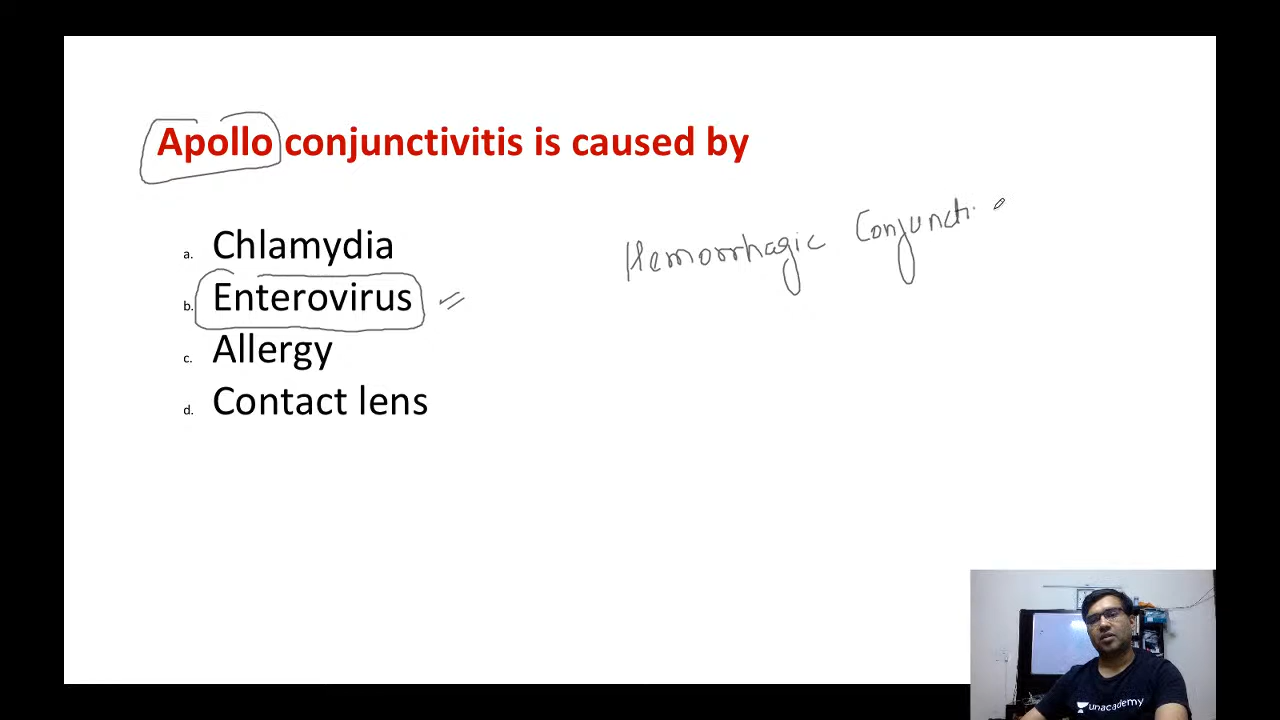 Apollo conjunctivitis is caused by
a. Chlamydia
b. Enterovirus
c. Allergy
d. Contact lens
Hemorrhagic Conjuncti
unacademy